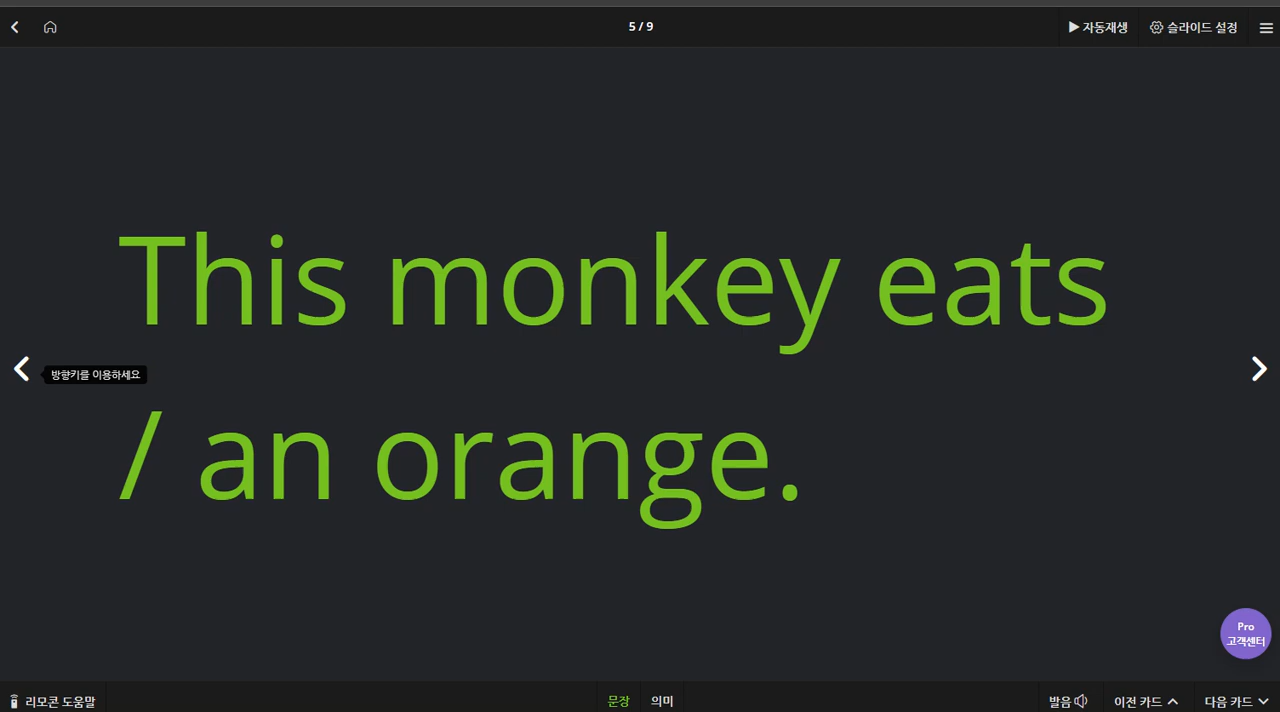 5 / 9
자동재생
슬라이드 설정
This monkey eats
/ an orange.
방향키를 이용하세요
Pro
고객센터
리모콘 도움말
문장
의미
발음
이전 카드
다음 카드